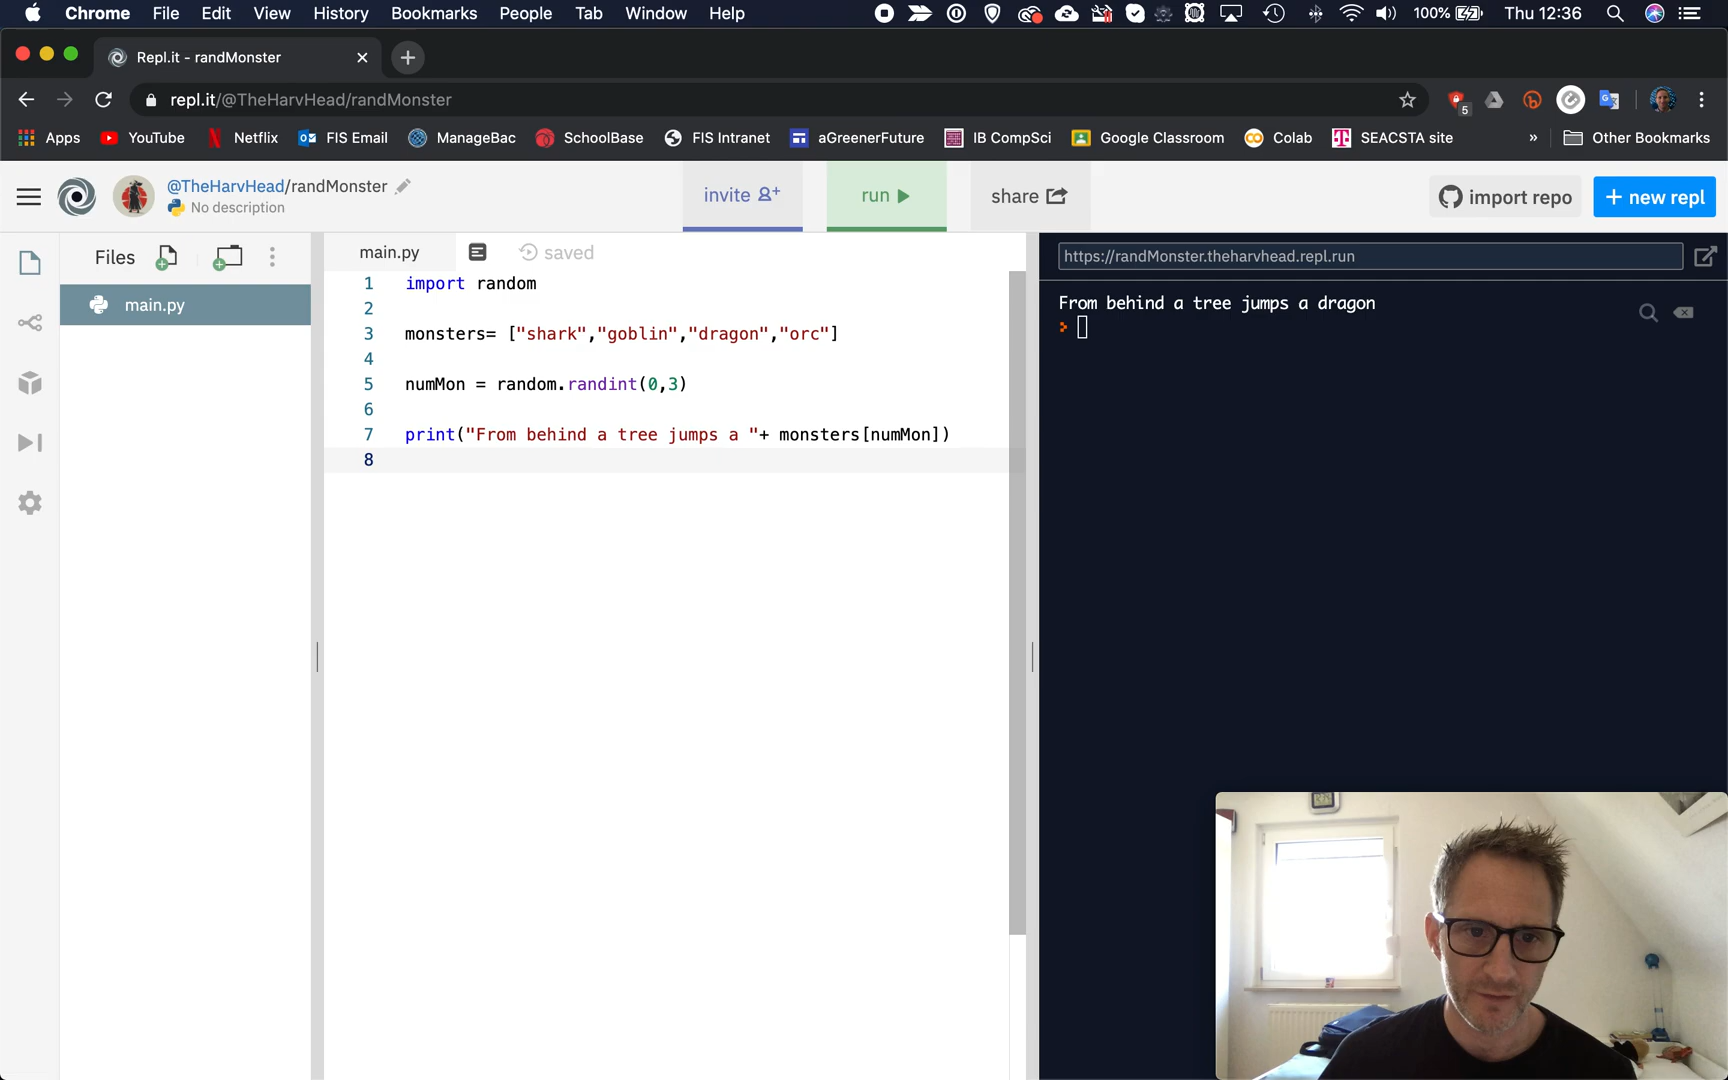 Chrome File Edit View History Bookmarks People Tab Window Help 100% Thu 12:36
Repl.it - randMonster
repl.it/@TheHarvHead/randMonster 5
Apps YouTube Netflix FIS Email ManageBac SchoolBase FIS Intranet aGreenerFuture IB CompSci Google Classroom Colab SEACSTA site » Other Bookmarks
@TheHarvHead/randMonster
No description
invite run share import repo + new repl
Files main.py saved
main.py
https://randMonster.theharvhead.repl.run
1 import random
2
3 monsters= ["shark","goblin","dragon","orc"]
4
5 numMon = random.randint(0,3)
6
7 print("From behind a tree jumps a "+ monsters[numMon])
8
From behind a tree jumps a dragon